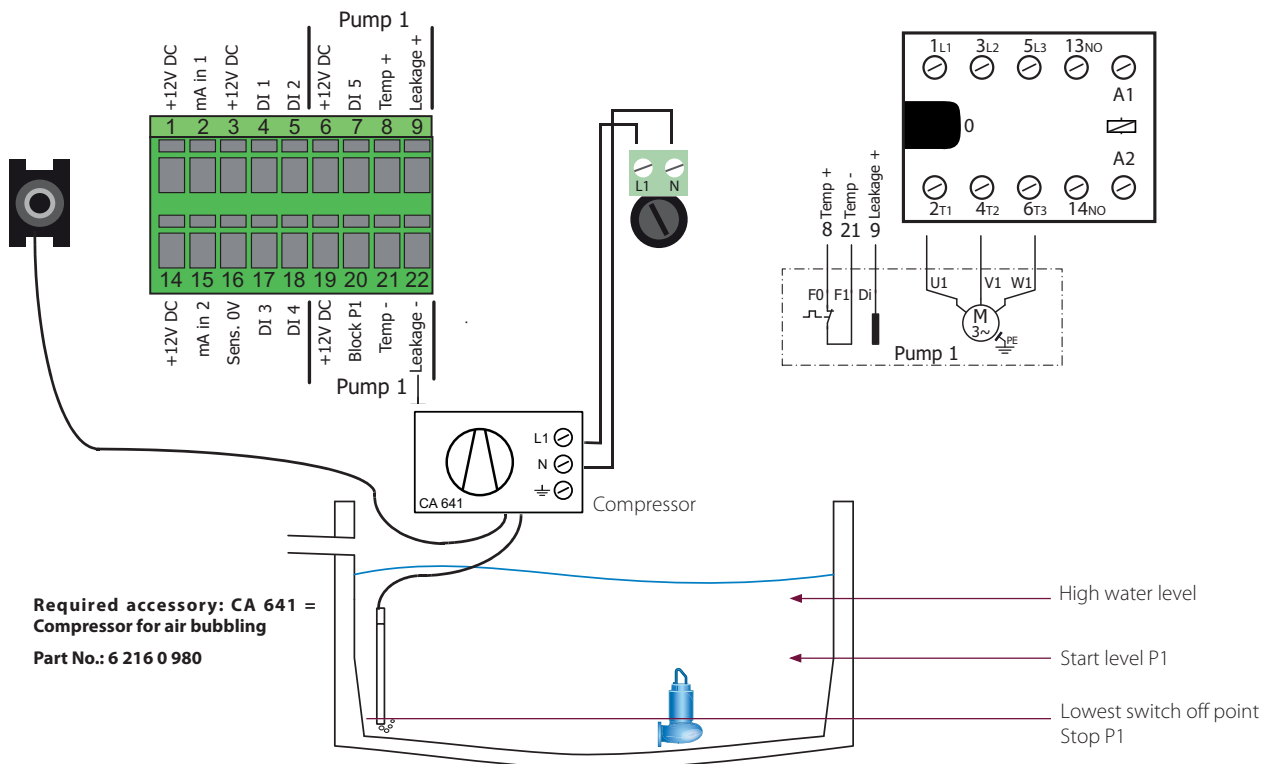 Pump 1
+12V DC
mA in 1
+12V DC
DI 1
DI 2
+12V DC
DI 5
Temp +
Leakage +
1 2 3 4 5 6 7 8 9
14 15 16 17 18 19 20 21 22
+12V DC
mA in 2
Sens. 0V
DI 3
DI 4
+12V DC
Block P1
Temp -
Leakage -
Pump 1
L1 N
1L1 3L2 5L3 13NO
A1
0
A2
2T1 4T2 6T3 14NO
Temp +
Temp -
Leakage +
8 21 9
F0 F1 Di
U1 V1 W1
M
3~
PE
Pump 1
L1
N
CA 641
Compressor
Required accessory: CA 641 =
Compressor for air bubbling
Part No.: 6 216 0 980
High water level
Start level P1
Lowest switch off point
Stop P1